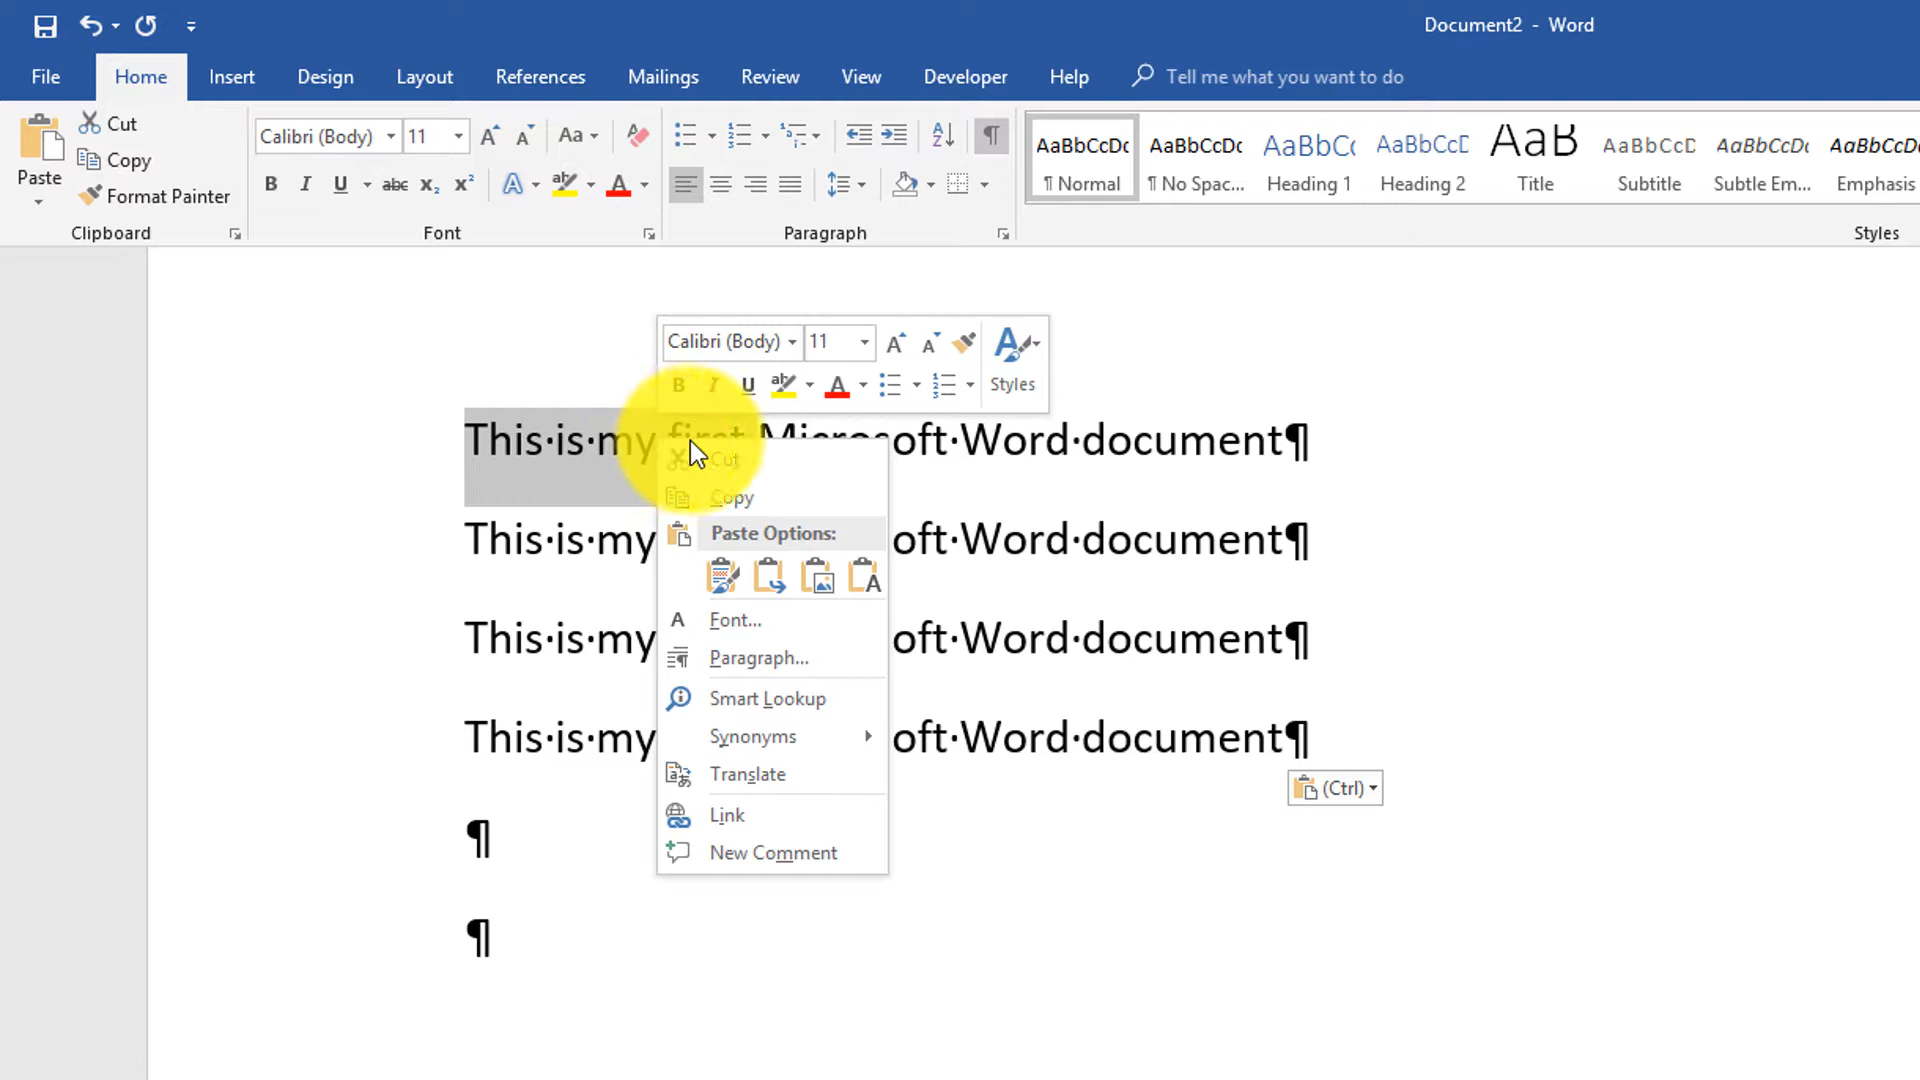 Document2 - Word
File Home Insert Design Layout References Mailings Review View Developer Help Tell me what you want to do
Paste
Cut
Copy
Format Painter
Clipboard
Calibri (Body) 11
Aa
B I U abc x₂ x²
Font
¶
Paragraph
AaBbCcDc AaBbCcDc AaBbCc AaBbCcD AaB AaBbCcD AaBbCcDc AaBbCcDc
¶ Normal ¶ No Spac... Heading 1 Heading 2 Title Subtitle Subtle Em... Emphasis
Styles
Calibri (Body) 11
B I U ab A Styles
This·is·my·first·Microsoft·Word·document¶
Cut
Copy
Paste Options:
Font...
Paragraph...
Smart Lookup
Synonyms
Translate
Link
New Comment
This·is·my oft·Word·document¶
This·is·my oft·Word·document¶
This·is·my oft·Word·document¶
(Ctrl)
¶
¶